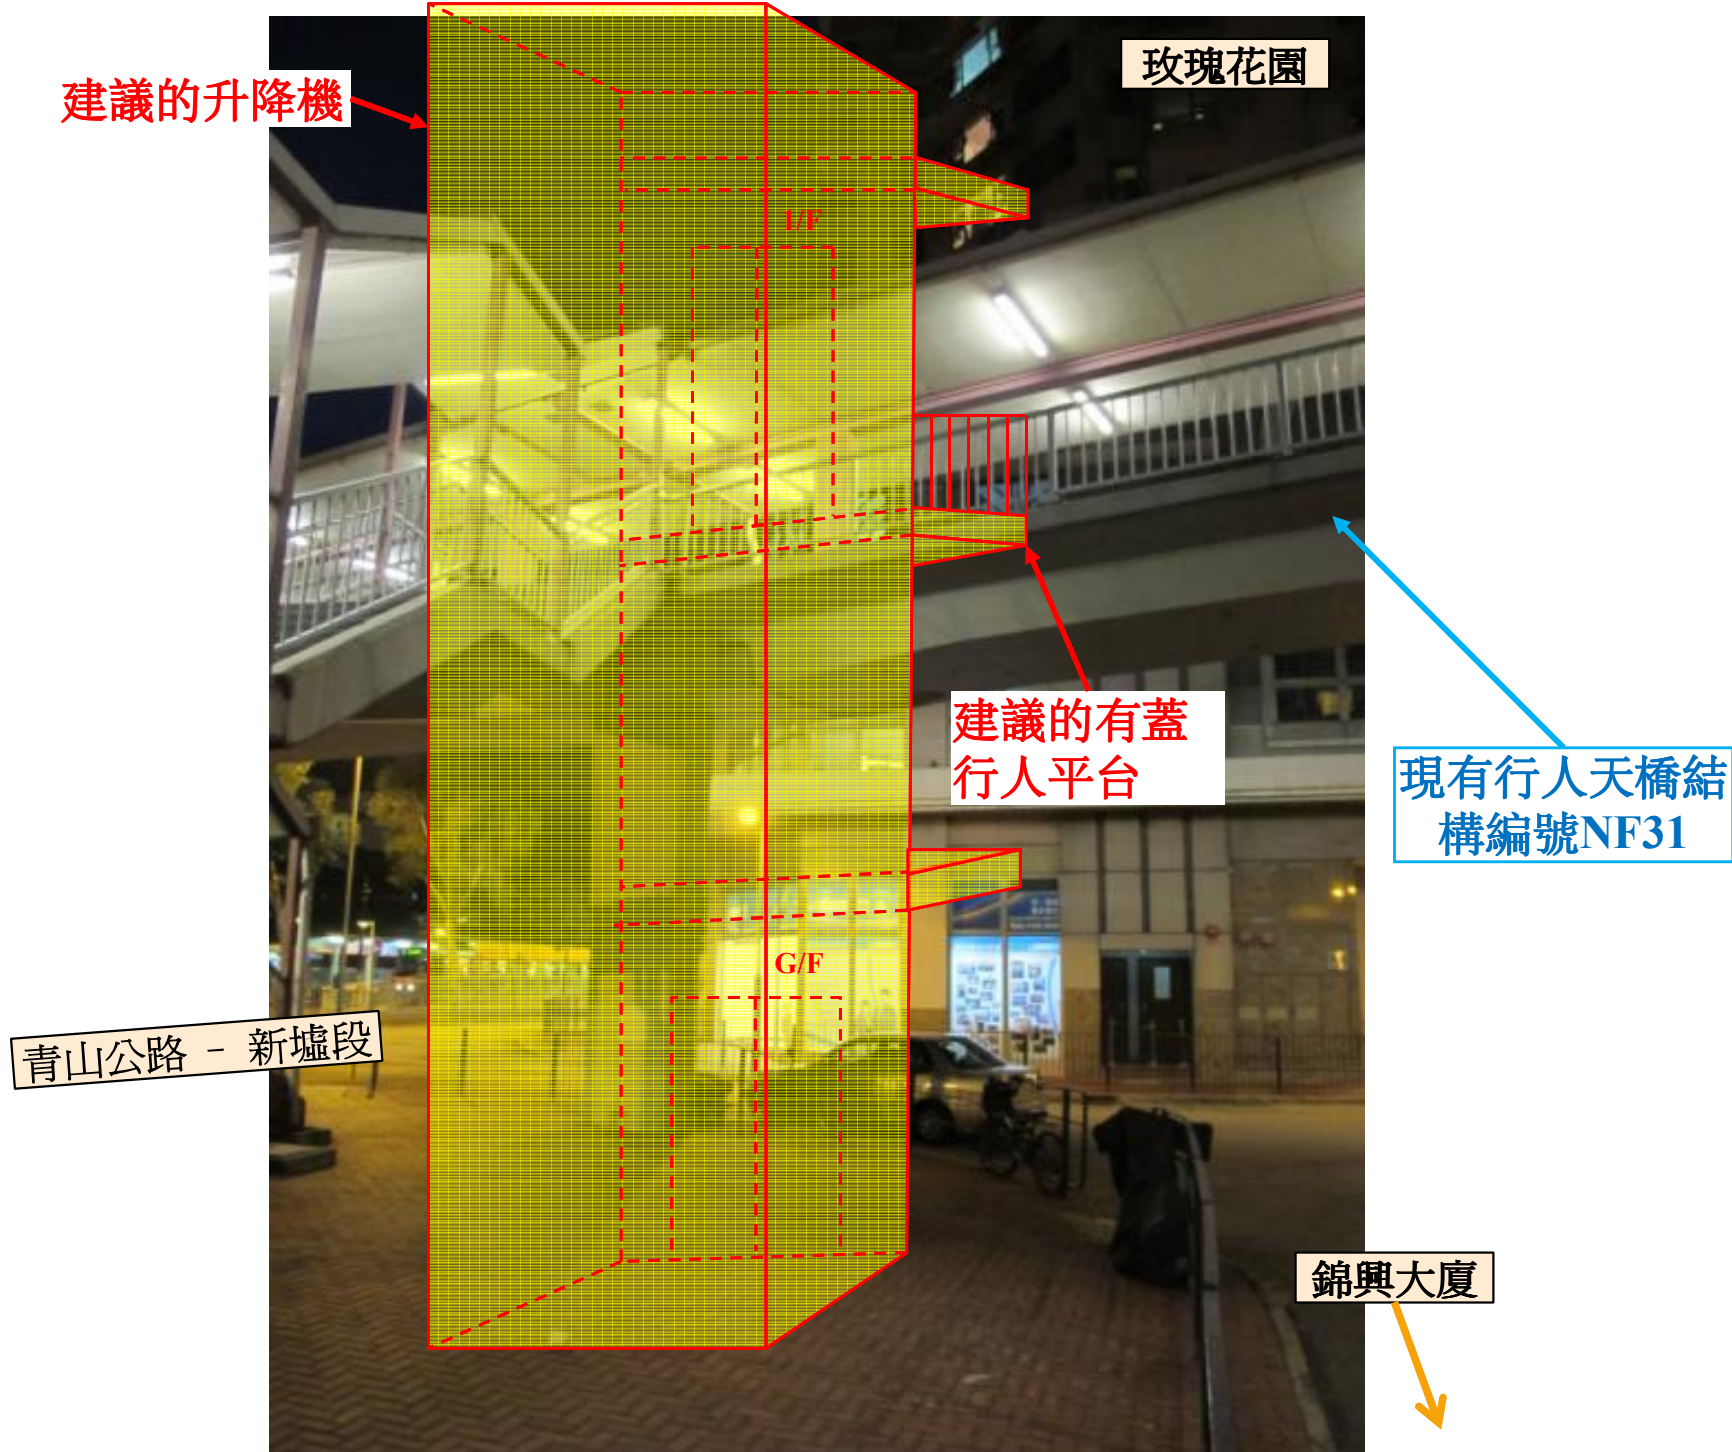 玫瑰花園
建議的升降機
1/F
建議的有蓋
行人平台
現有行人天橋結
構編號NF31
G/F
青山公路 - 新墟段
錦興大廈